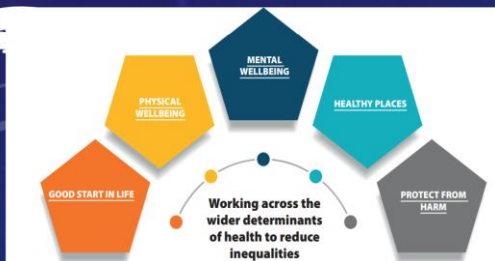 MENTAL
WELLBEING
PHYSICAL
WELLBEING
HEALTHY PLACES
GOOD START IN LIFE
PROTECT FROM
HARM
Working across the
wider determinants
of health to reduce
inequalities